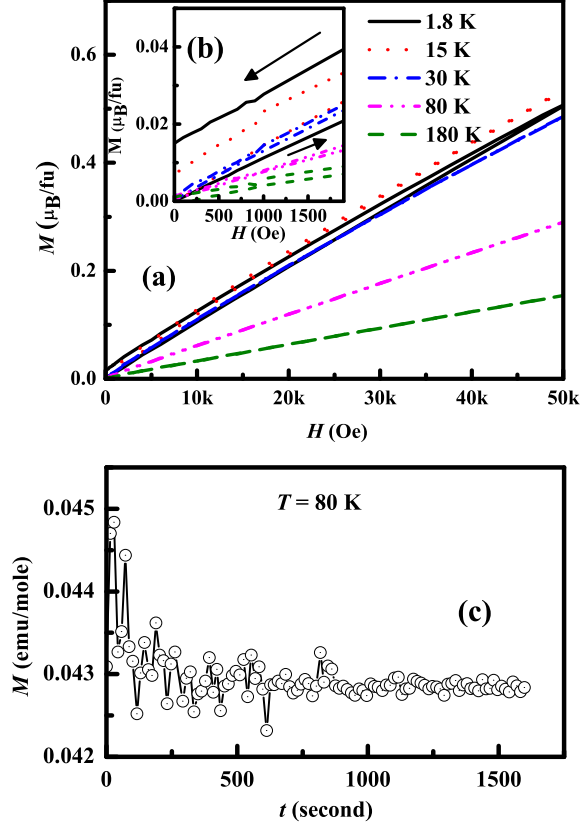 0.6
0.4
0.2
0.0
M (μB/fu)
0
10k
20k
30k
40k
50k
H (Oe)
(a)
1.8 K
15 K
30 K
80 K
180 K
(b)
0.04
0.02
0.00
M (μB/fu)
0
500
1000
1500
H (Oe)
T = 80 K
(c)
0.045
0.044
0.043
0.042
M (emu/mole)
0
500
1000
1500
t (second)